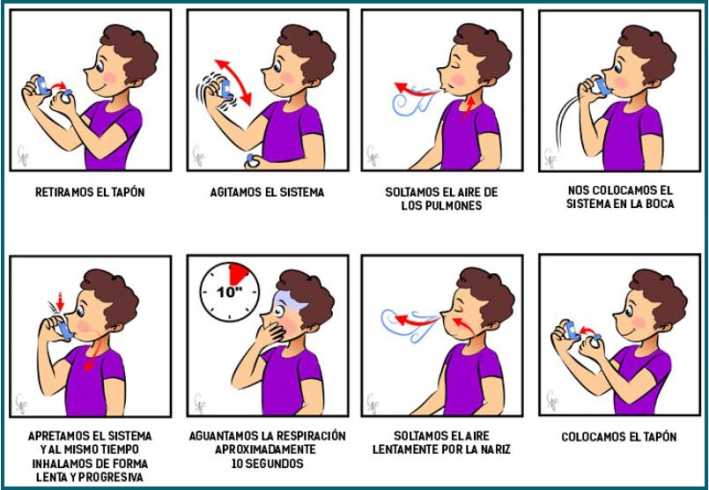 RETIRAMOS EL TAPÓN
AGITAMOS EL SISTEMA
SOLTAMOS EL AIRE DE
LOS PULMONES
NOS COLOCAMOS EL
SISTEMA EN LA BOCA
10"
APRETAMOS EL SISTEMA
Y AL MISMO TIEMPO
INHALAMOS DE FORMA
LENTA Y PROGRESIVA
AGUANTAMOS LA RESPIRACIÓN
APROXIMADAMENTE
10 SEGUNDOS
SOLTAMOS EL AIRE
LENTAMENTE POR LA NARIZ
COLOCAMOS EL TAPÓN